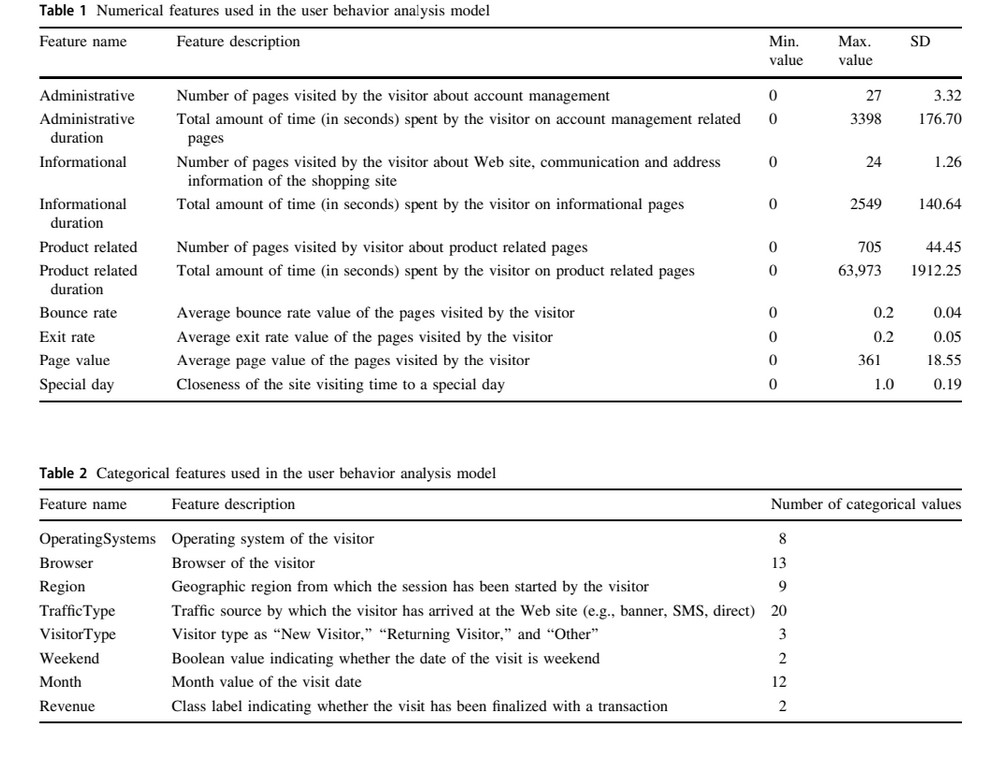 Table 1 Numerical features used in the user behavior analysis model
Feature name Feature description Min. value Max. value SD
Administrative Number of pages visited by the visitor about account management 0 27 3.32
Administrative duration Total amount of time (in seconds) spent by the visitor on account management related pages 0 3398 176.70
Informational Number of pages visited by the visitor about Web site, communication and address information of the shopping site 0 24 1.26
Informational duration Total amount of time (in seconds) spent by the visitor on informational pages 0 2549 140.64
Product related Number of pages visited by visitor about product related pages 0 705 44.45
Product related duration Total amount of time (in seconds) spent by the visitor on product related pages 0 63,973 1912.25
Bounce rate Average bounce rate value of the pages visited by the visitor 0 0.2 0.04
Exit rate Average exit rate value of the pages visited by the visitor 0 0.2 0.05
Page value Average page value of the pages visited by the visitor 0 361 18.55
Special day Closeness of the site visiting time to a special day 0 1.0 0.19
Table 2 Categorical features used in the user behavior analysis model
Feature name Feature description Number of categorical values
OperatingSystems Operating system of the visitor 8
Browser Browser of the visitor 13
Region Geographic region from which the session has been started by the visitor 9
TrafficType Traffic source by which the visitor has arrived at the Web site (e.g., banner, SMS, direct) 20
VisitorType Visitor type as “New Visitor,” “Returning Visitor,” and “Other” 3
Weekend Boolean value indicating whether the date of the visit is weekend 2
Month Month value of the visit date 12
Revenue Class label indicating whether the visit has been finalized with a transaction 2